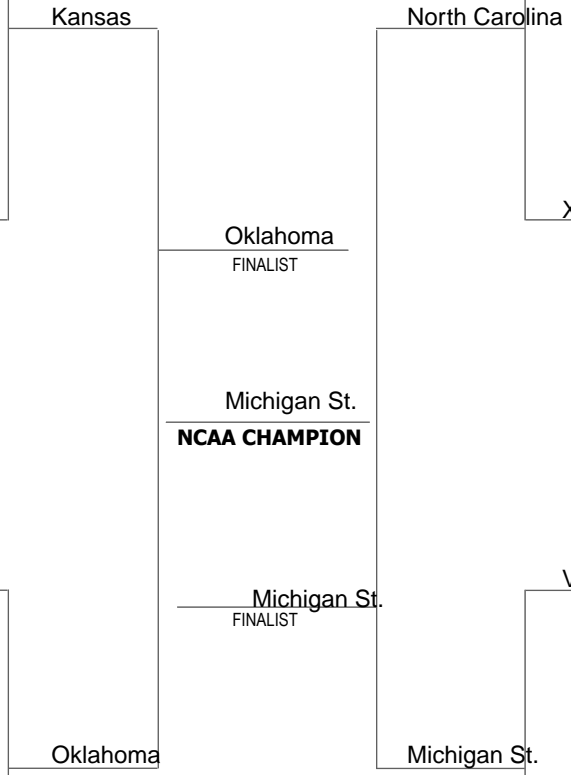 Kansas
North Carolina
Oklahoma
FINALIST
Michigan St.
NCAA CHAMPION
Michigan St.
FINALIST
Oklahoma
Michigan St.